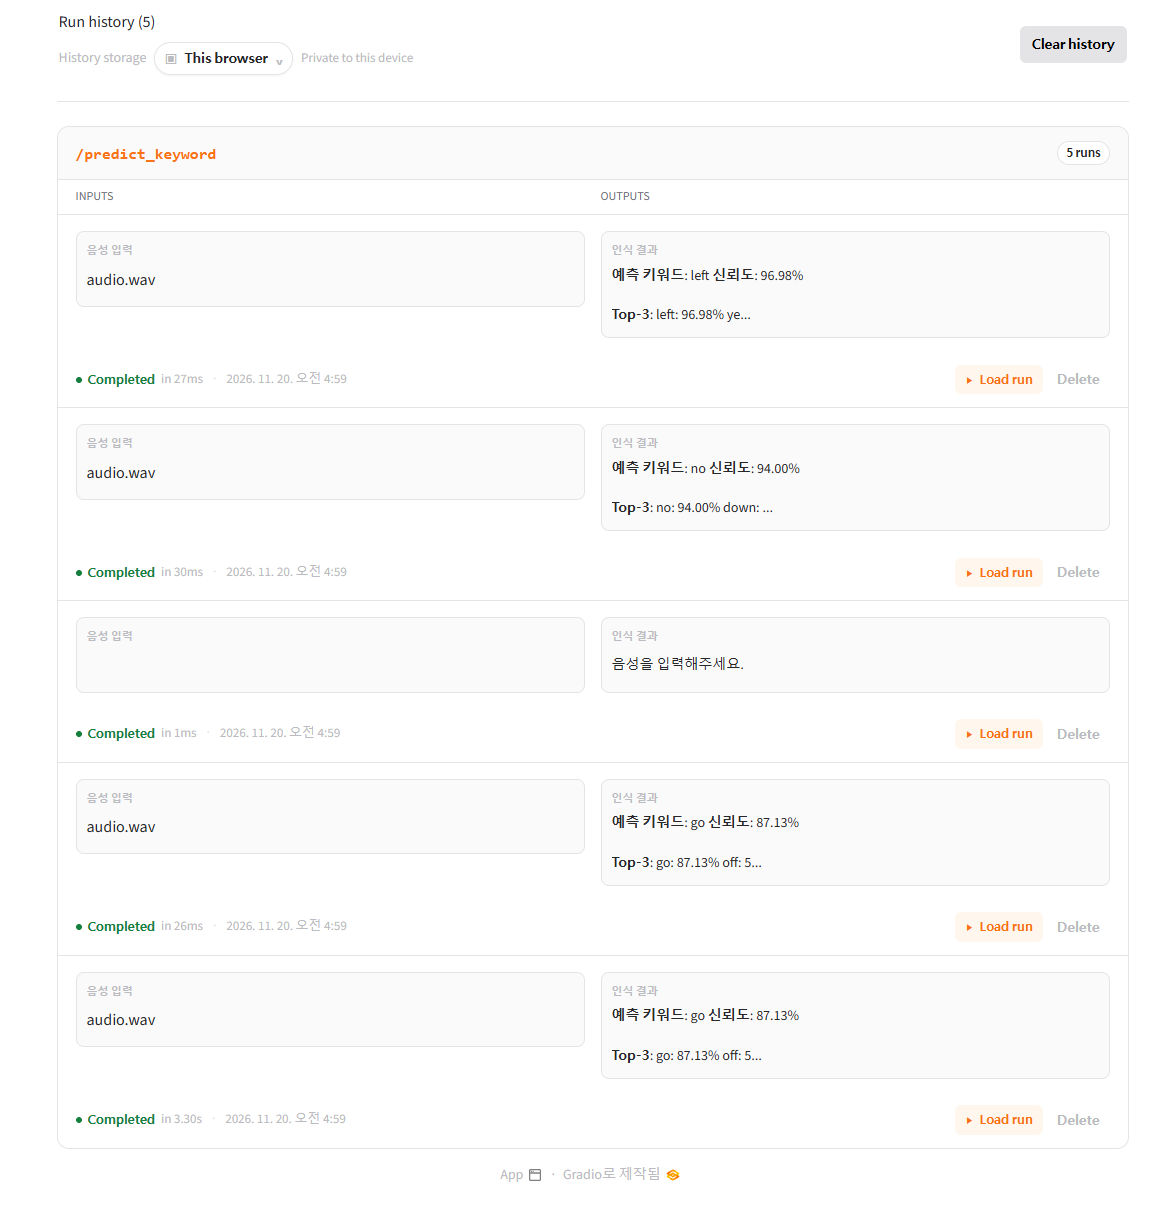 Run history (5)
History storage This browser Private to this device
Clear history
/predict_keyword
5 runs
INPUTS OUTPUTS
음성 입력
audio.wav
인식 결과
예측 키워드: left 신뢰도: 96.98%
Top-3: left: 96.98% ye...
Completed in 27ms · 2026. 11. 20. 오전 4:59
Load run Delete
음성 입력
audio.wav
인식 결과
예측 키워드: no 신뢰도: 94.00%
Top-3: no: 94.00% down: ...
Completed in 30ms · 2026. 11. 20. 오전 4:59
Load run Delete
음성 입력
인식 결과
음성을 입력해주세요.
Completed in 1ms · 2026. 11. 20. 오전 4:59
Load run Delete
음성 입력
audio.wav
인식 결과
예측 키워드: go 신뢰도: 87.13%
Top-3: go: 87.13% off: 5...
Completed in 26ms · 2026. 11. 20. 오전 4:59
Load run Delete
음성 입력
audio.wav
인식 결과
예측 키워드: go 신뢰도: 87.13%
Top-3: go: 87.13% off: 5...
Completed in 3.30s · 2026. 11. 20. 오전 4:59
Load run Delete
App · Gradio로 제작됨